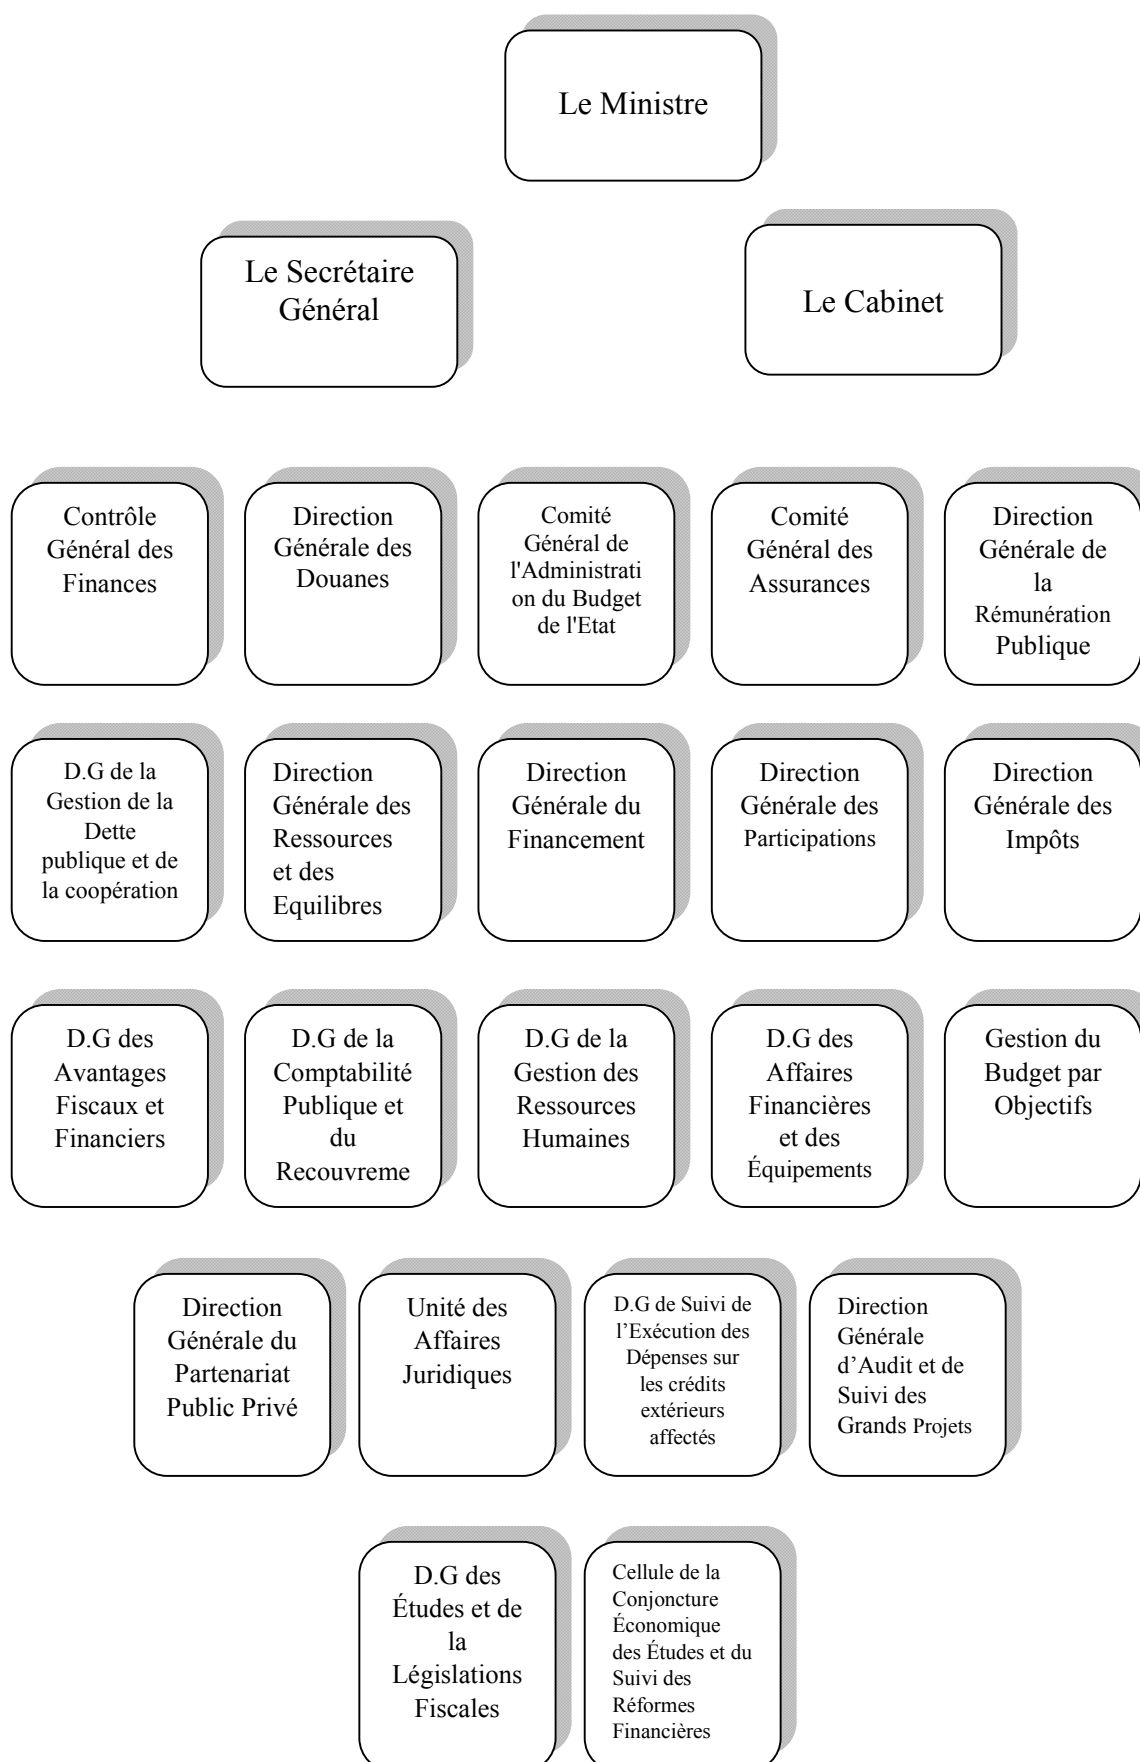 Le Ministre
Le Secrétaire
Général
Le Cabinet
Contrôle
Général des
Finances
Direction
Générale des
Douanes
Comité
Général de
l'Administrati
on du Budget
de l'Etat
Comité
Général des
Assurances
Direction
Générale de
la
Rémunération
Publique
D.G de la
Gestion de la
Dette
publique et de
la coopération
Direction
Générale des
Ressources
et des
Equilibres
Direction
Générale du
Financement
Direction
Générale des
Participations
Direction
Générale des
Impôts
D.G des
Avantages
Fiscaux et
Financiers
D.G de la
Comptabilité
Publique et
du
Recouvreme
D.G de la
Gestion des
Ressources
Humaines
D.G des
Affaires
Financières
et des
Équipements
Gestion du
Budget par
Objectifs
Direction
Générale du
Partenariat
Public Privé
Unité des
Affaires
Juridiques
D.G de Suivi de
l’Exécution des
Dépenses sur
les crédits
extérieurs
affectés
Direction
Générale
d’Audit et de
Suivi des
Grands Projets
D.G des
Études et de
la
Législations
Fiscales
Cellule de la
Conjoncture
Économique
des Études et du
Suivi des
Réformes
Financières